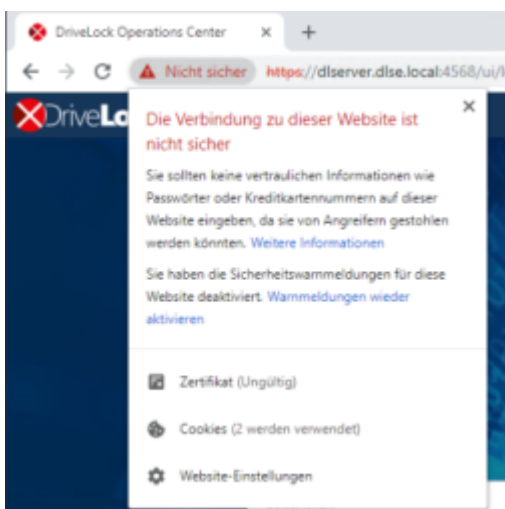 DriveLock Operations Center
Nicht sicher
https://dlserver.dlse.local:4568/ui/
DriveLo
Die Verbindung zu dieser Website ist
nicht sicher
Sie sollten keine vertraulichen Informationen wie
Passwörter oder Kreditkartennummern auf dieser
Website eingeben, da sie von Angreifern gestohlen
werden könnten. Weitere Informationen
Sie haben die Sicherheitswarnmeldungen für diese
Website deaktiviert. Warnmeldungen wieder
aktivieren
Zertifikat (Ungültig)
Cookies (2 werden verwendet)
Website-Einstellungen